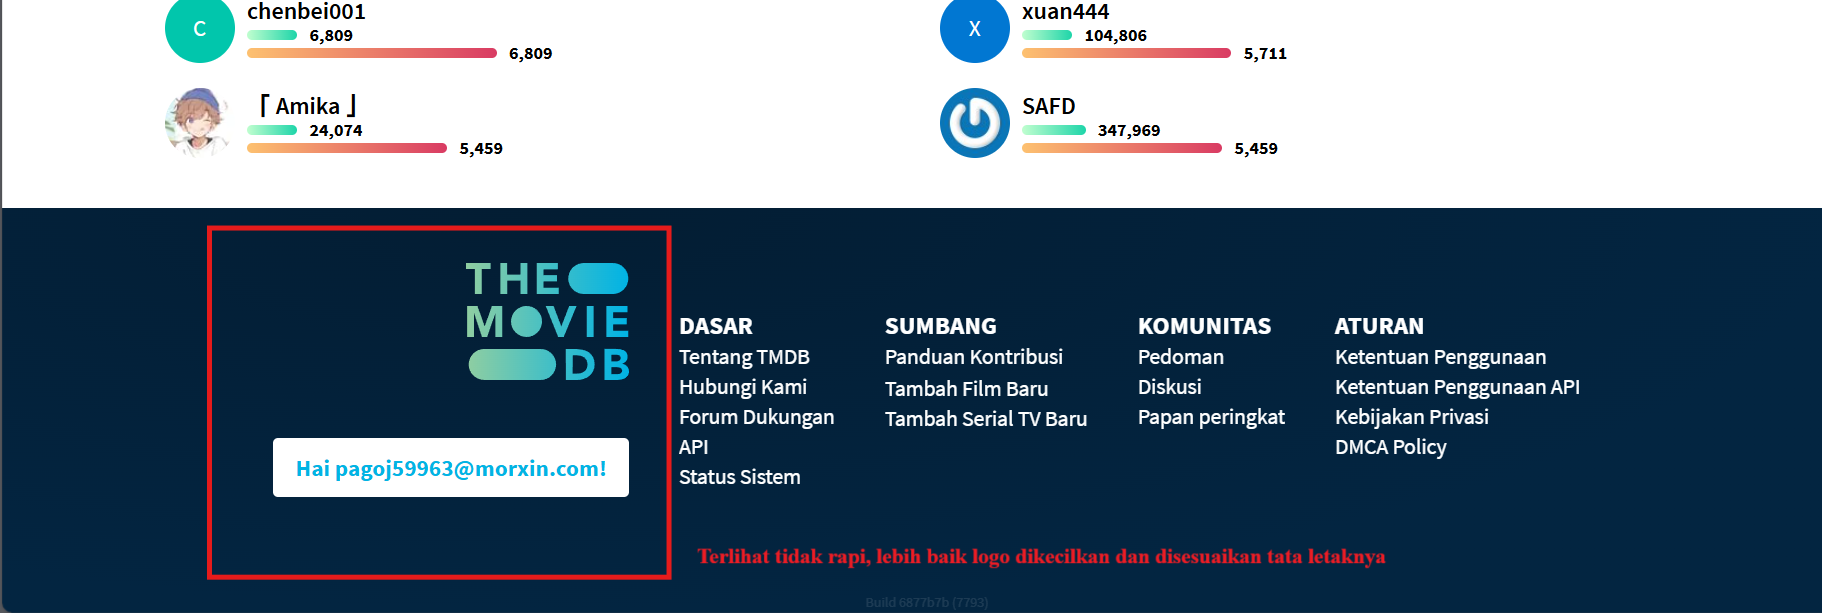 chenbei001
C
6,809
6,809
xuan444
X
104,806
5,711
「 Amika 」
24,074
5,459
SAFD
347,969
5,459
THE
MOVIE
DB
Hai pagoj59963@morxin.com!
DASAR
Tentang TMDB
Hubungi Kami
Forum Dukungan
API
Status Sistem
SUMBANG
Panduan Kontribusi
Tambah Film Baru
Tambah Serial TV Baru
KOMUNITAS
Pedoman
Diskusi
Papan peringkat
ATURAN
Ketentuan Penggunaan
Ketentuan Penggunaan API
Kebijakan Privasi
DMCA Policy
Terlihat tidak rapi, lebih baik logo dikecilkan dan disesuaikan tata letaknya
Build 6877b7b (7793)